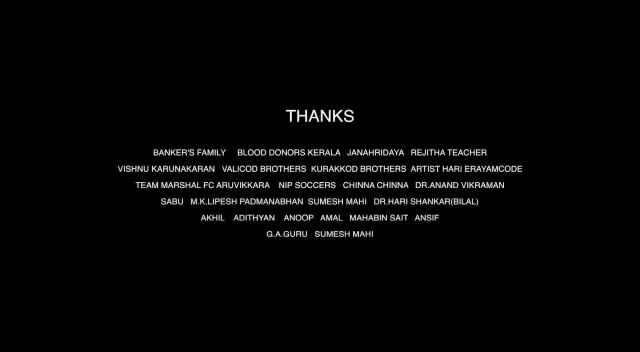 THANKS
BANKER'S FAMILY BLOOD DONORS KERALA JANAHRIDAYA REJITHA TEACHER
VISHNU KARUNAKARAN VALICOD BROTHERS KURAKKOD BROTHERS ARTIST HARI ERAYAMCODE
TEAM MARSHAL FC ARUVIKKARA NIP SOCCERS CHINNA CHINNA DR.ANAND VIKRAMAN
SABU M.K.LIPESH PADMANABHAN SUMESH MAHI DR.HARI SHANKAR(BILAL)
AKHIL ADITHYAN ANOOP AMAL MAHABIN SAIT ANSIF
G.A.GURU SUMESH MAHI